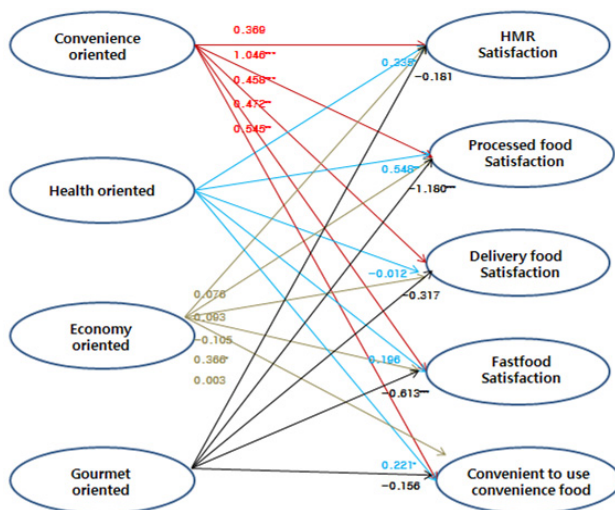 Convenience
oriented
Health oriented
Economy
oriented
Gourmet
oriented
0.369
1.046***
0.458***
0.472***
0.545***
0.076
0.093
-0.105
0.366*
0.003
HMR
Satisfaction
0.335*
-0.181
Processed food
Satisfaction
0.548**
-1.180***
Delivery food
Satisfaction
-0.012
-0.317
Fastfood
Satisfaction
0.196
-0.613***
Convenient to use
convenience food
0.221*
-0.156